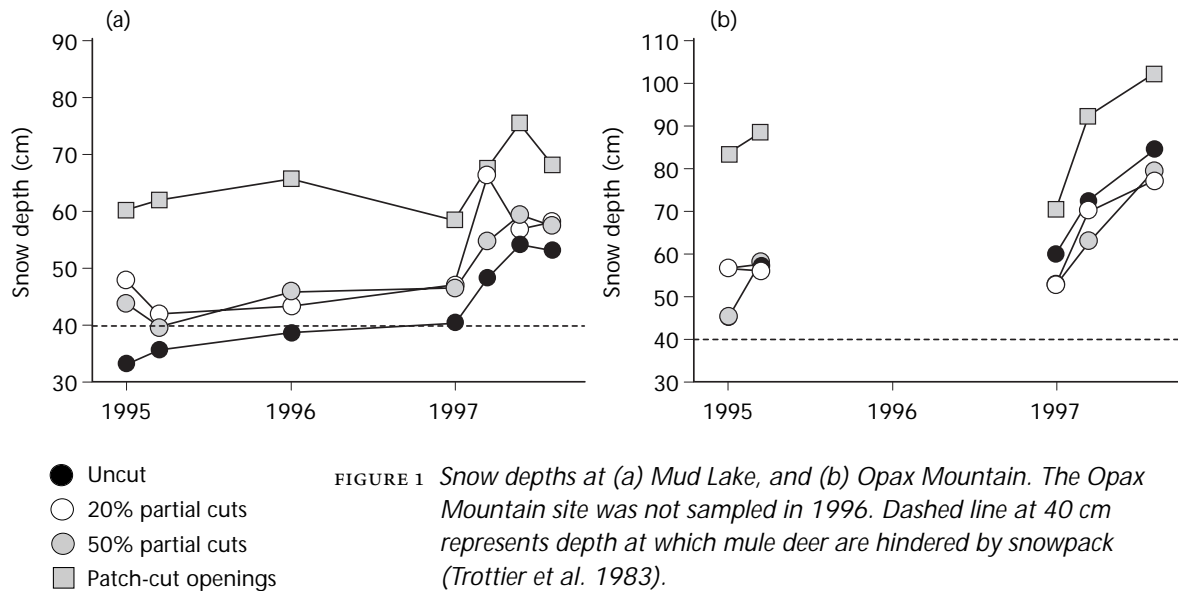 (a)
90
80
70
60
50
40
30
Snow depth (cm)
1995
1996
1997
(b)
110
100
90
80
70
60
50
40
30
Snow depth (cm)
1995
1996
1997
Uncut
20% partial cuts
50% partial cuts
Patch-cut openings
FIGURE 1 Snow depths at (a) Mud Lake, and (b) Opax Mountain. The Opax
Mountain site was not sampled in 1996. Dashed line at 40 cm
represents depth at which mule deer are hindered by snowpack
(Trottier et al. 1983).